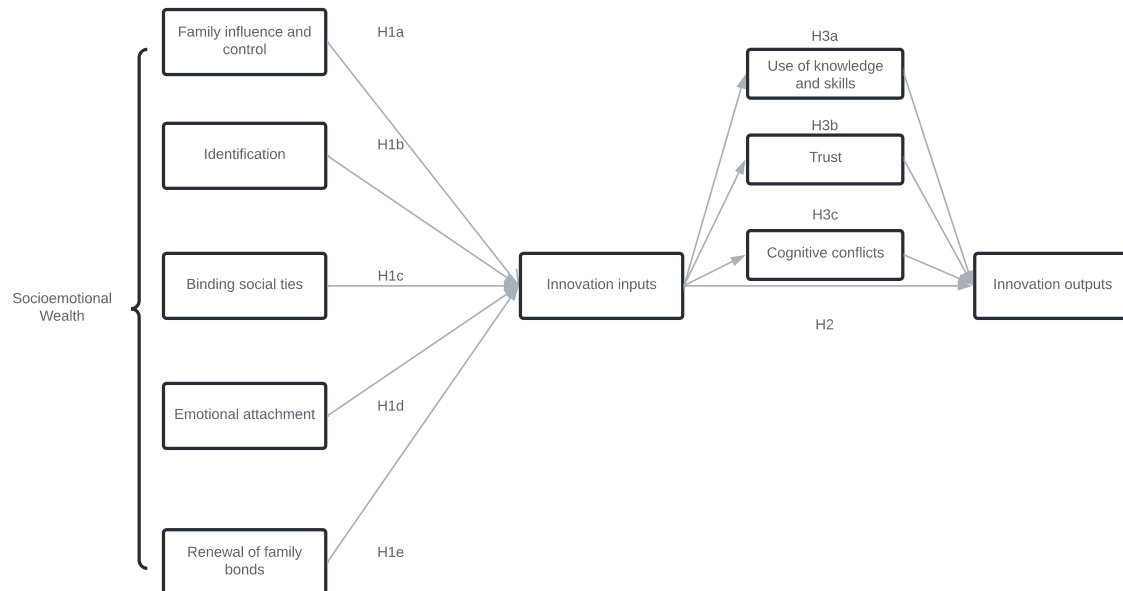 Family influence and
control
H1a
H3a
Use of knowledge
and skills
H1b
H3b
Identification
Trust
H3c
Cognitive conflicts
H1c
Binding social ties
Innovation inputs
Innovation outputs
Socioemotional
Wealth
H2
H1d
Emotional attachment
H1e
Renewal of family
bonds